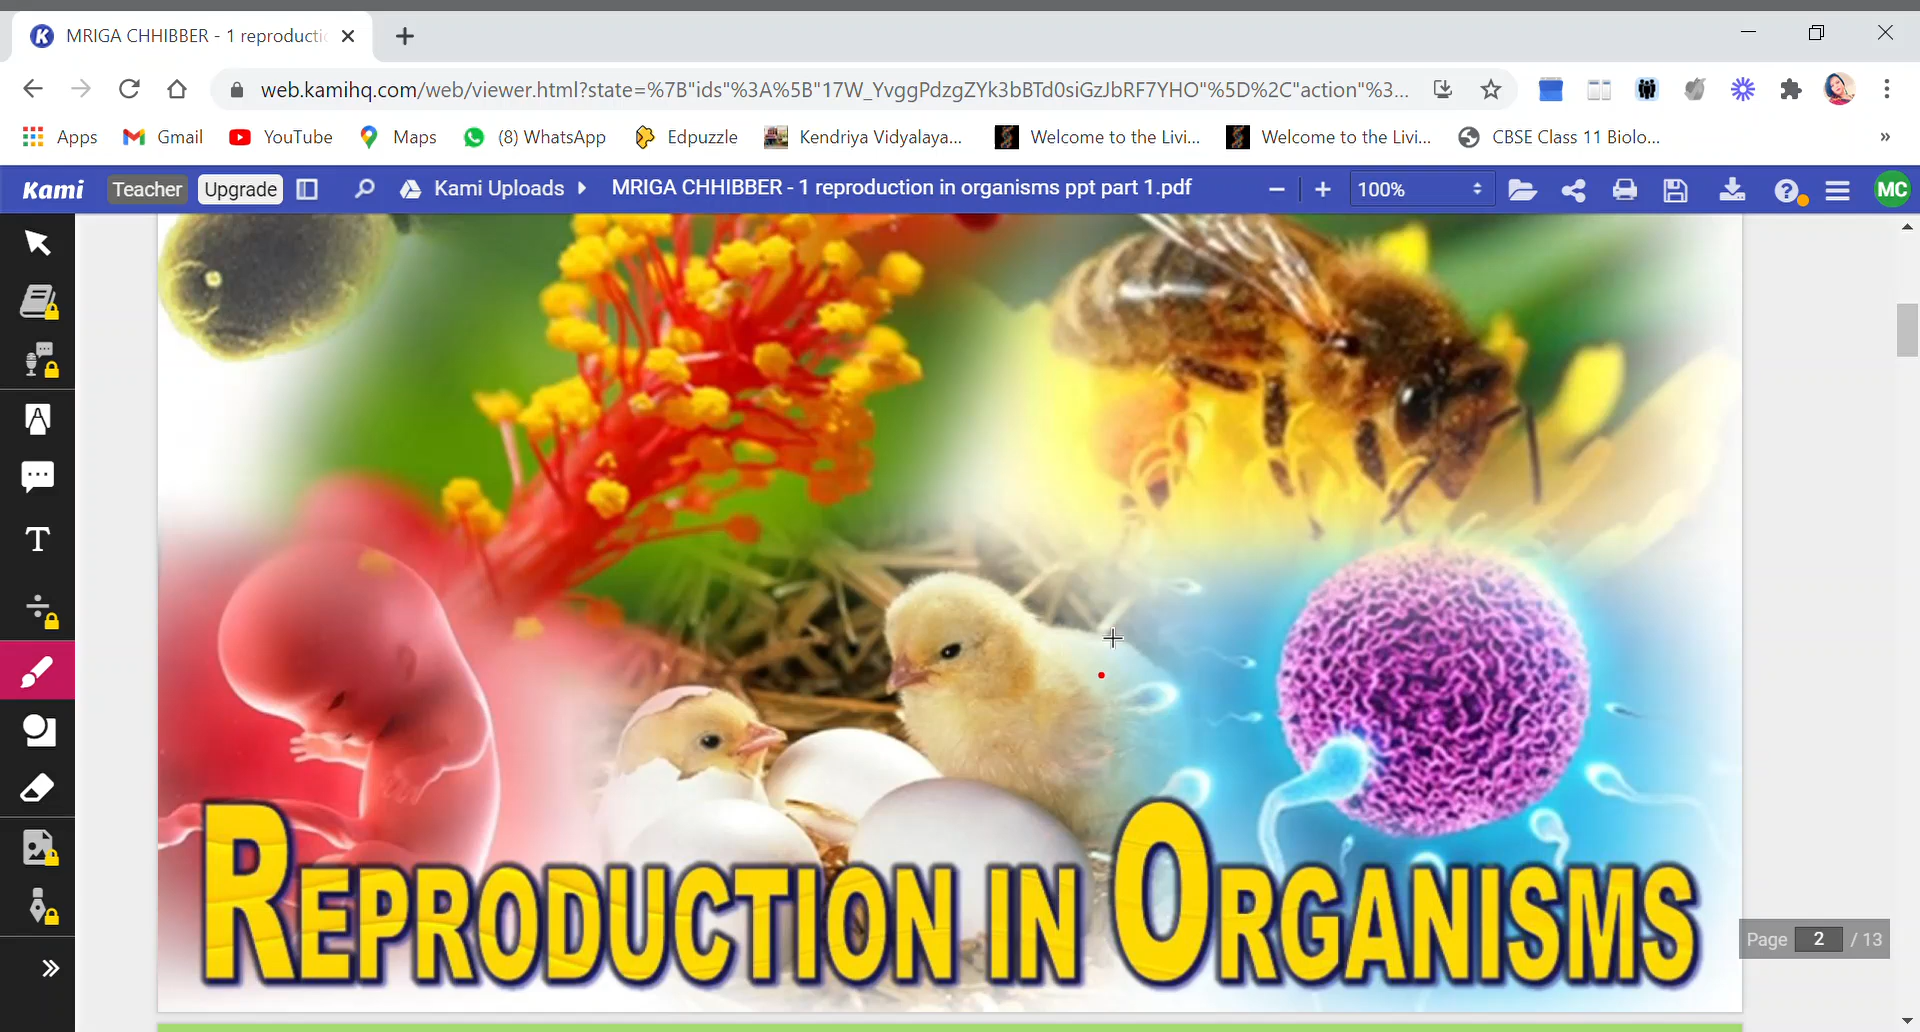 MRIGA CHHIBBER - 1 reproducti
web.kamihq.com/web/viewer.html?state=%7B"ids"%3A%5B"17W_YvggPdzgZYk3bBTd0siGzJbRF7YHO"%5D%2C"action"%3...
Apps Gmail YouTube Maps (8) WhatsApp Edpuzzle Kendriya Vidyalaya... Welcome to the Livi... Welcome to the Livi... CBSE Class 11 Biolo... »
Kami Teacher Upgrade Kami Uploads MRIGA CHHIBBER - 1 reproduction in organisms ppt part 1.pdf 100% MC
REPRODUCTION IN ORGANISMS
Page 2 / 13